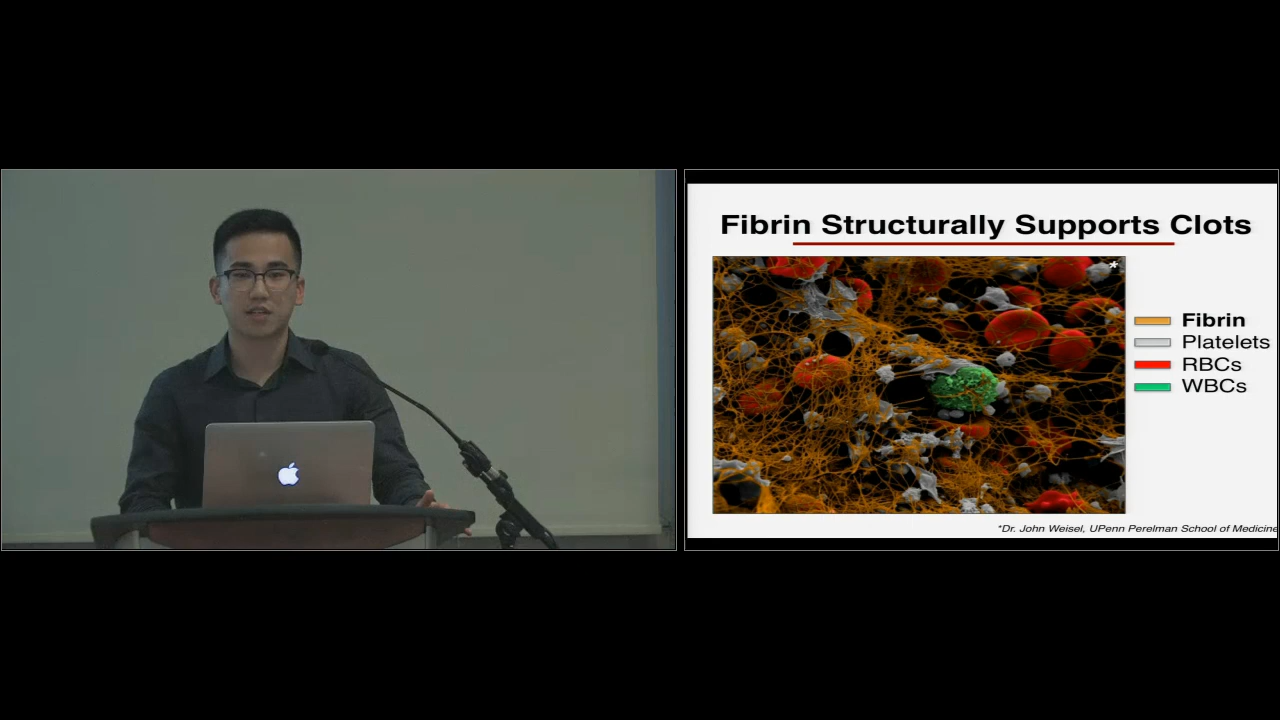 Fibrin Structurally Supports Clots
*
Fibrin
Platelets
RBCs
WBCs
*Dr. John Weisel, UPenn Perelman School of Medicine